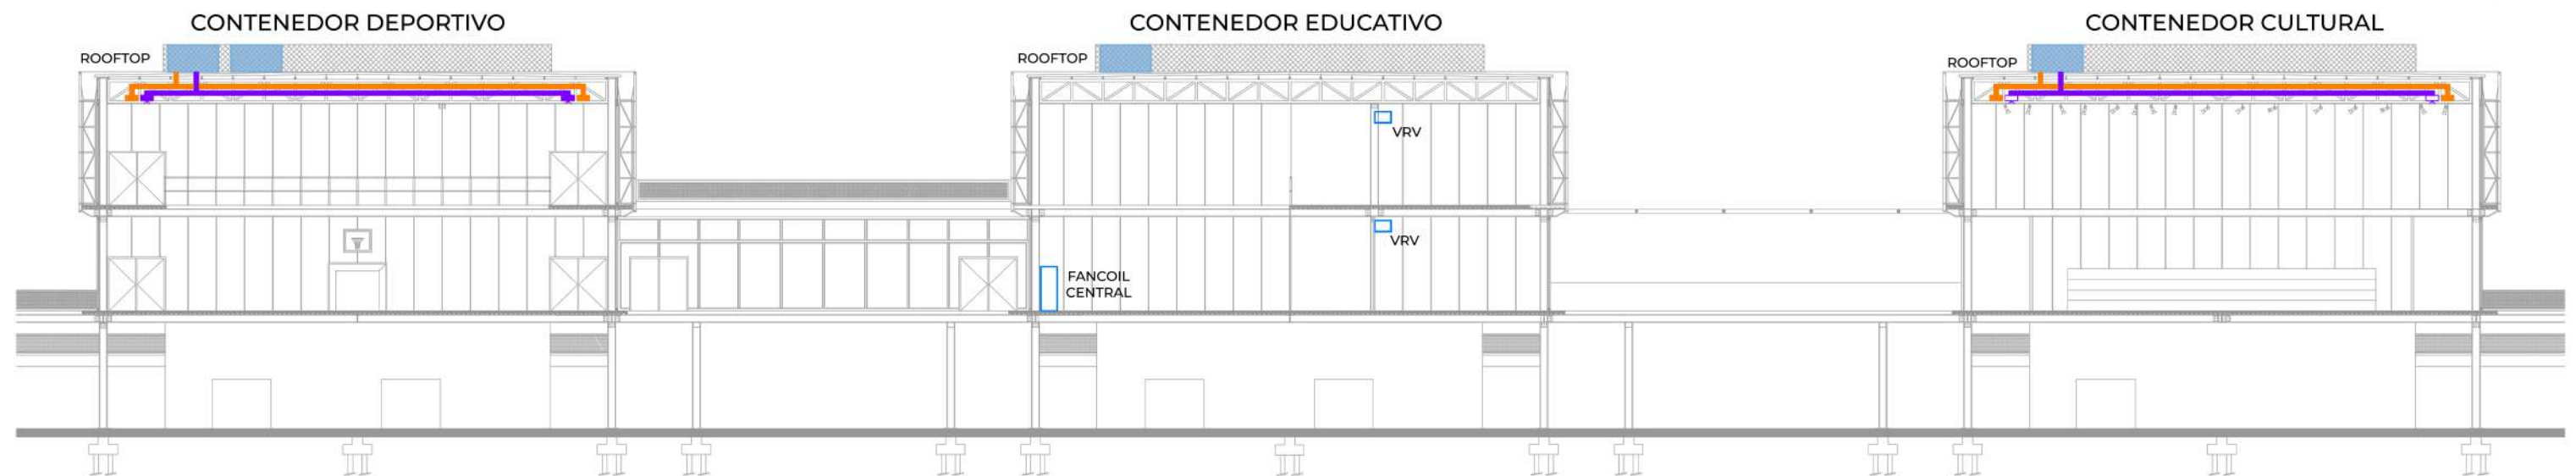 CONTENEDOR DEPORTIVO
CONTENEDOR EDUCATIVO
CONTENEDOR CULTURAL
ROOFTOP
ROOFTOP
ROOFTOP
VRV
VRV
FANCOIL
CENTRAL